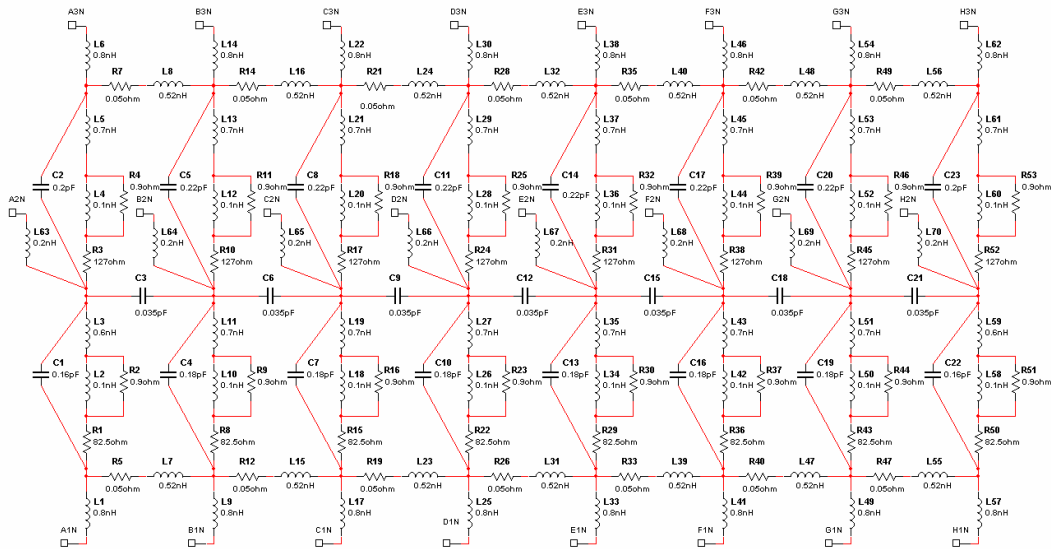 A3N B3N C3N D3N E3N F3N G3N H3N
L6 L14 L22 L30 L38 L46 L54 L62
0.8nH 0.8nH 0.8nH 0.8nH 0.8nH 0.8nH 0.8nH 0.8nH
R7 L8 R14 L16 R21 L24 R28 L32 R35 L40 R42 L48 R49 L56
0.05ohm 0.52nH 0.05ohm 0.52nH 0.05ohm 0.52nH 0.05ohm 0.52nH 0.05ohm 0.52nH 0.05ohm 0.52nH 0.05ohm 0.52nH
L5 L13 L21 L29 L37 L45 L53 L61
0.7nH 0.7nH 0.7nH 0.7nH 0.7nH 0.7nH 0.7nH 0.7nH
C2 R4 C5 R11 C8 R18 C11 R25 C14 R32 C17 R39 C20 R46 C23 R53
0.2pF 0.9ohm 0.22pF 0.9ohm 0.22pF 0.9ohm 0.22pF 0.9ohm 0.22pF 0.9ohm 0.22pF 0.9ohm 0.22pF 0.9ohm 0.2pF 0.9ohm
L4 L12 L20 L28 L36 L44 L52 L60
0.1nH 0.1nH 0.1nH 0.1nH 0.1nH 0.1nH 0.1nH 0.1nH
A2N B2N C2N D2N E2N F2N G2N H2N
L63 L64 L65 L66 L67 L68 L69 L70
0.2nH 0.2nH 0.2nH 0.2nH 0.2nH 0.2nH 0.2nH 0.2nH
R3 R10 R17 R24 R31 R38 R45 R52
127ohm 127ohm 127ohm 127ohm 127ohm 127ohm 127ohm 127ohm
C3 C6 C9 C12 C15 C18 C21
0.035pF 0.035pF 0.035pF 0.035pF 0.035pF 0.035pF 0.035pF
L3 L11 L19 L27 L35 L43 L51 L59
0.6nH 0.7nH 0.7nH 0.7nH 0.7nH 0.7nH 0.7nH 0.6nH
C1 R2 C4 R9 C7 R16 C10 R23 C13 R30 C16 R37 C19 R44 C22 R51
0.16pF 0.9ohm 0.18pF 0.9ohm 0.18pF 0.9ohm 0.18pF 0.9ohm 0.18pF 0.9ohm 0.18pF 0.9ohm 0.18pF 0.9ohm 0.16pF 0.9ohm
L2 L10 L18 L26 L34 L42 L50 L58
0.1nH 0.1nH 0.1nH 0.1nH 0.1nH 0.1nH 0.1nH 0.1nH
R1 R8 R15 R22 R29 R36 R43 R50
82.5ohm 82.5ohm 82.5ohm 82.5ohm 82.5ohm 82.5ohm 82.5ohm 82.5ohm
R5 L7 R12 L15 R19 L23 R26 L31 R33 L39 R40 L47 R47 L55
0.05ohm 0.52nH 0.05ohm 0.52nH 0.05ohm 0.52nH 0.05ohm 0.52nH 0.05ohm 0.52nH 0.05ohm 0.52nH 0.05ohm 0.52nH
L1 L9 L17 L25 L33 L41 L49 L57
0.8nH 0.8nH 0.8nH 0.8nH 0.8nH 0.8nH 0.8nH 0.8nH
A1N B1N C1N D1N E1N F1N G1N H1N